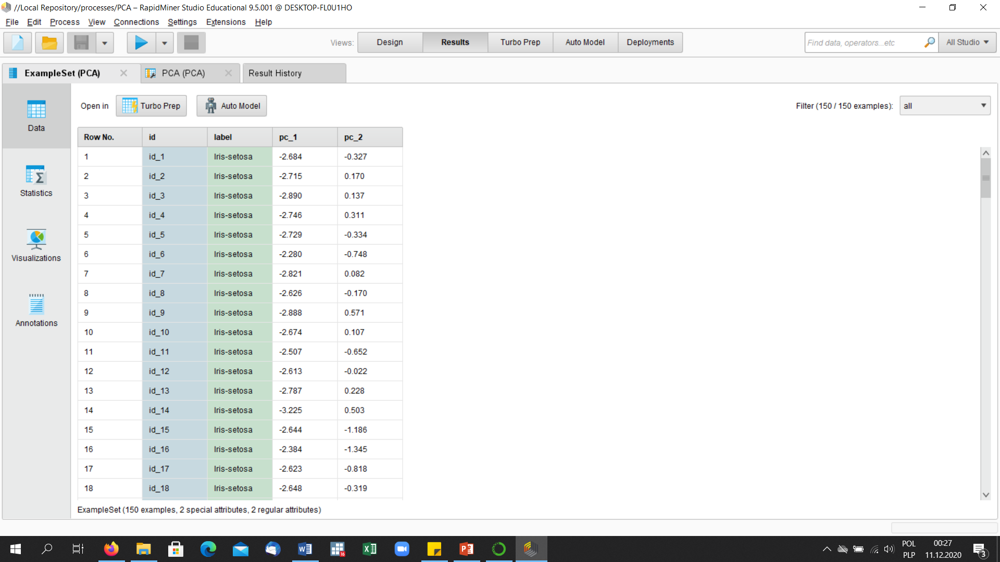 //Local Repository/processes/PCA – RapidMiner Studio Educational 9.5.001 @ DESKTOP-FL0U1HO
File Edit Process View Connections Settings Extensions Help
Views: Design Results Turbo Prep Auto Model Deployments Find data, operators...etc All Studio
ExampleSet (PCA) PCA (PCA) Result History
Open in Turbo Prep Auto Model Filter (150 / 150 examples): all
Data
Statistics
Visualizations
Annotations
Row No. id label pc_1 pc_2
1 id_1 Iris-setosa -2.684 -0.327
2 id_2 Iris-setosa -2.715 0.170
3 id_3 Iris-setosa -2.890 0.137
4 id_4 Iris-setosa -2.746 0.311
5 id_5 Iris-setosa -2.729 -0.334
6 id_6 Iris-setosa -2.280 -0.748
7 id_7 Iris-setosa -2.821 0.082
8 id_8 Iris-setosa -2.626 -0.170
9 id_9 Iris-setosa -2.888 0.571
10 id_10 Iris-setosa -2.674 0.107
11 id_11 Iris-setosa -2.507 -0.652
12 id_12 Iris-setosa -2.613 -0.022
13 id_13 Iris-setosa -2.787 0.228
14 id_14 Iris-setosa -3.225 0.503
15 id_15 Iris-setosa -2.644 -1.186
16 id_16 Iris-setosa -2.384 -1.345
17 id_17 Iris-setosa -2.623 -0.818
18 id_18 Iris-setosa -2.648 -0.319
ExampleSet (150 examples, 2 special attributes, 2 regular attributes)
16
POL 00:27
PLP 11.12.2020 3